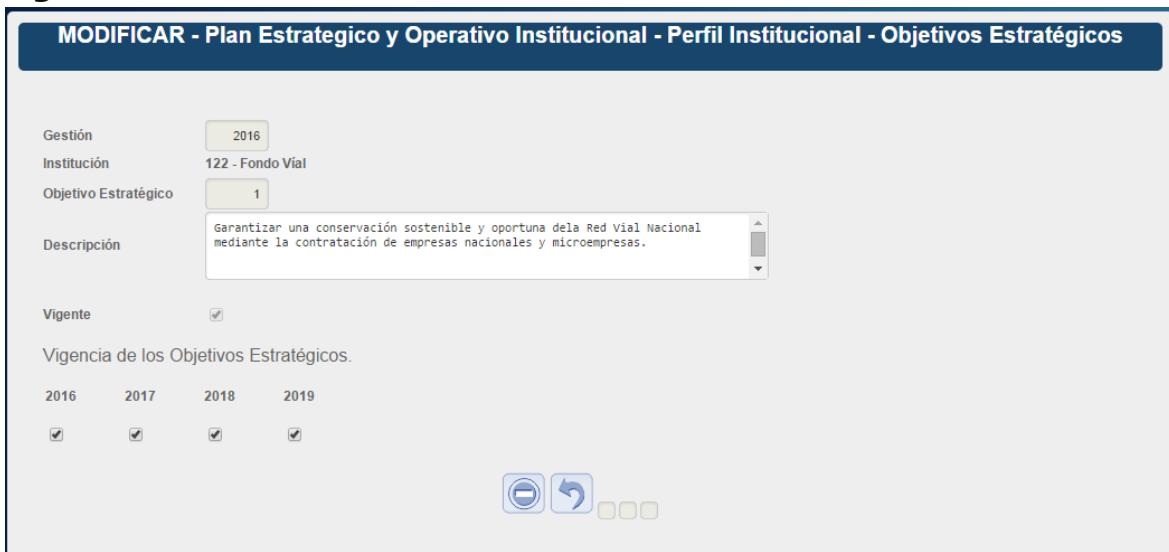 MODIFICAR - Plan Estrategico y Operativo Institucional - Perfil Institucional - Objetivos Estratégicos
Gestión 2016
Institución 122 - Fondo Víal
Objetivo Estratégico 1
Descripción Garantizar una conservación sostenible y oportuna dela Red Vial Nacional
mediante la contratación de empresas nacionales y microempresas.
Vigente
Vigencia de los Objetivos Estratégicos.
2016 2017 2018 2019